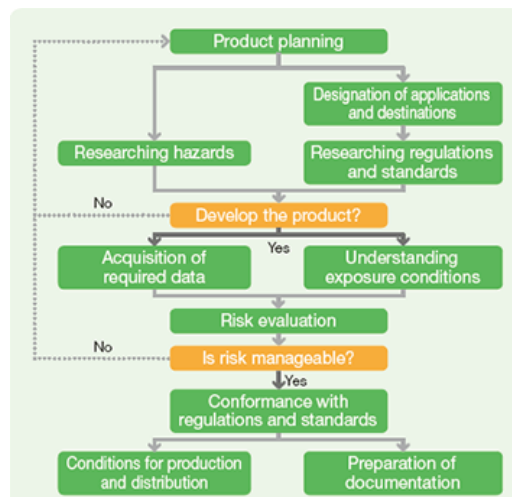 Product planning
Designation of applications
and destinations
Researching hazards
Researching regulations
and standards
No
Develop the product?
Yes
Acquisition of
required data
Understanding
exposure conditions
Risk evaluation
No
Is risk manageable?
Yes
Conformance with
regulations and standards
Conditions for production
and distribution
Preparation of
documentation